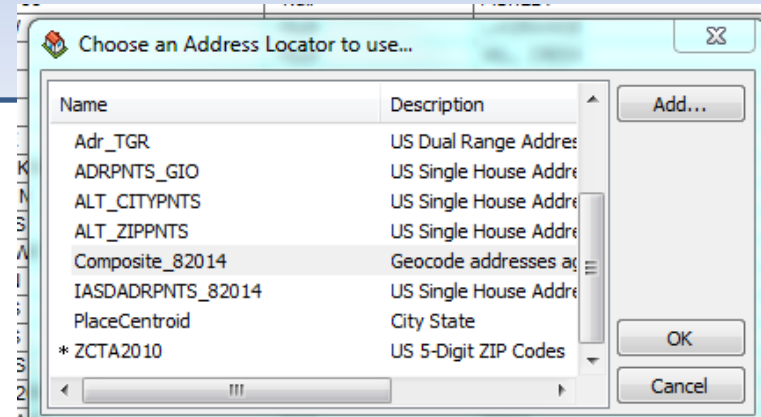 Choose an Address Locator to use...
Name Description Add...
Adr_TGR US Dual Range Addres
ADRPNTS_GIO US Single House Addre
ALT_CITYPNTS US Single House Addre
ALT_ZIPPNTS US Single House Addre
Composite_82014 Geocode addresses ag
IASDADRPNTS_82014 US Single House Addre
PlaceCentroid City State
* ZCTA2010 US 5-Digit ZIP Codes
OK
Cancel